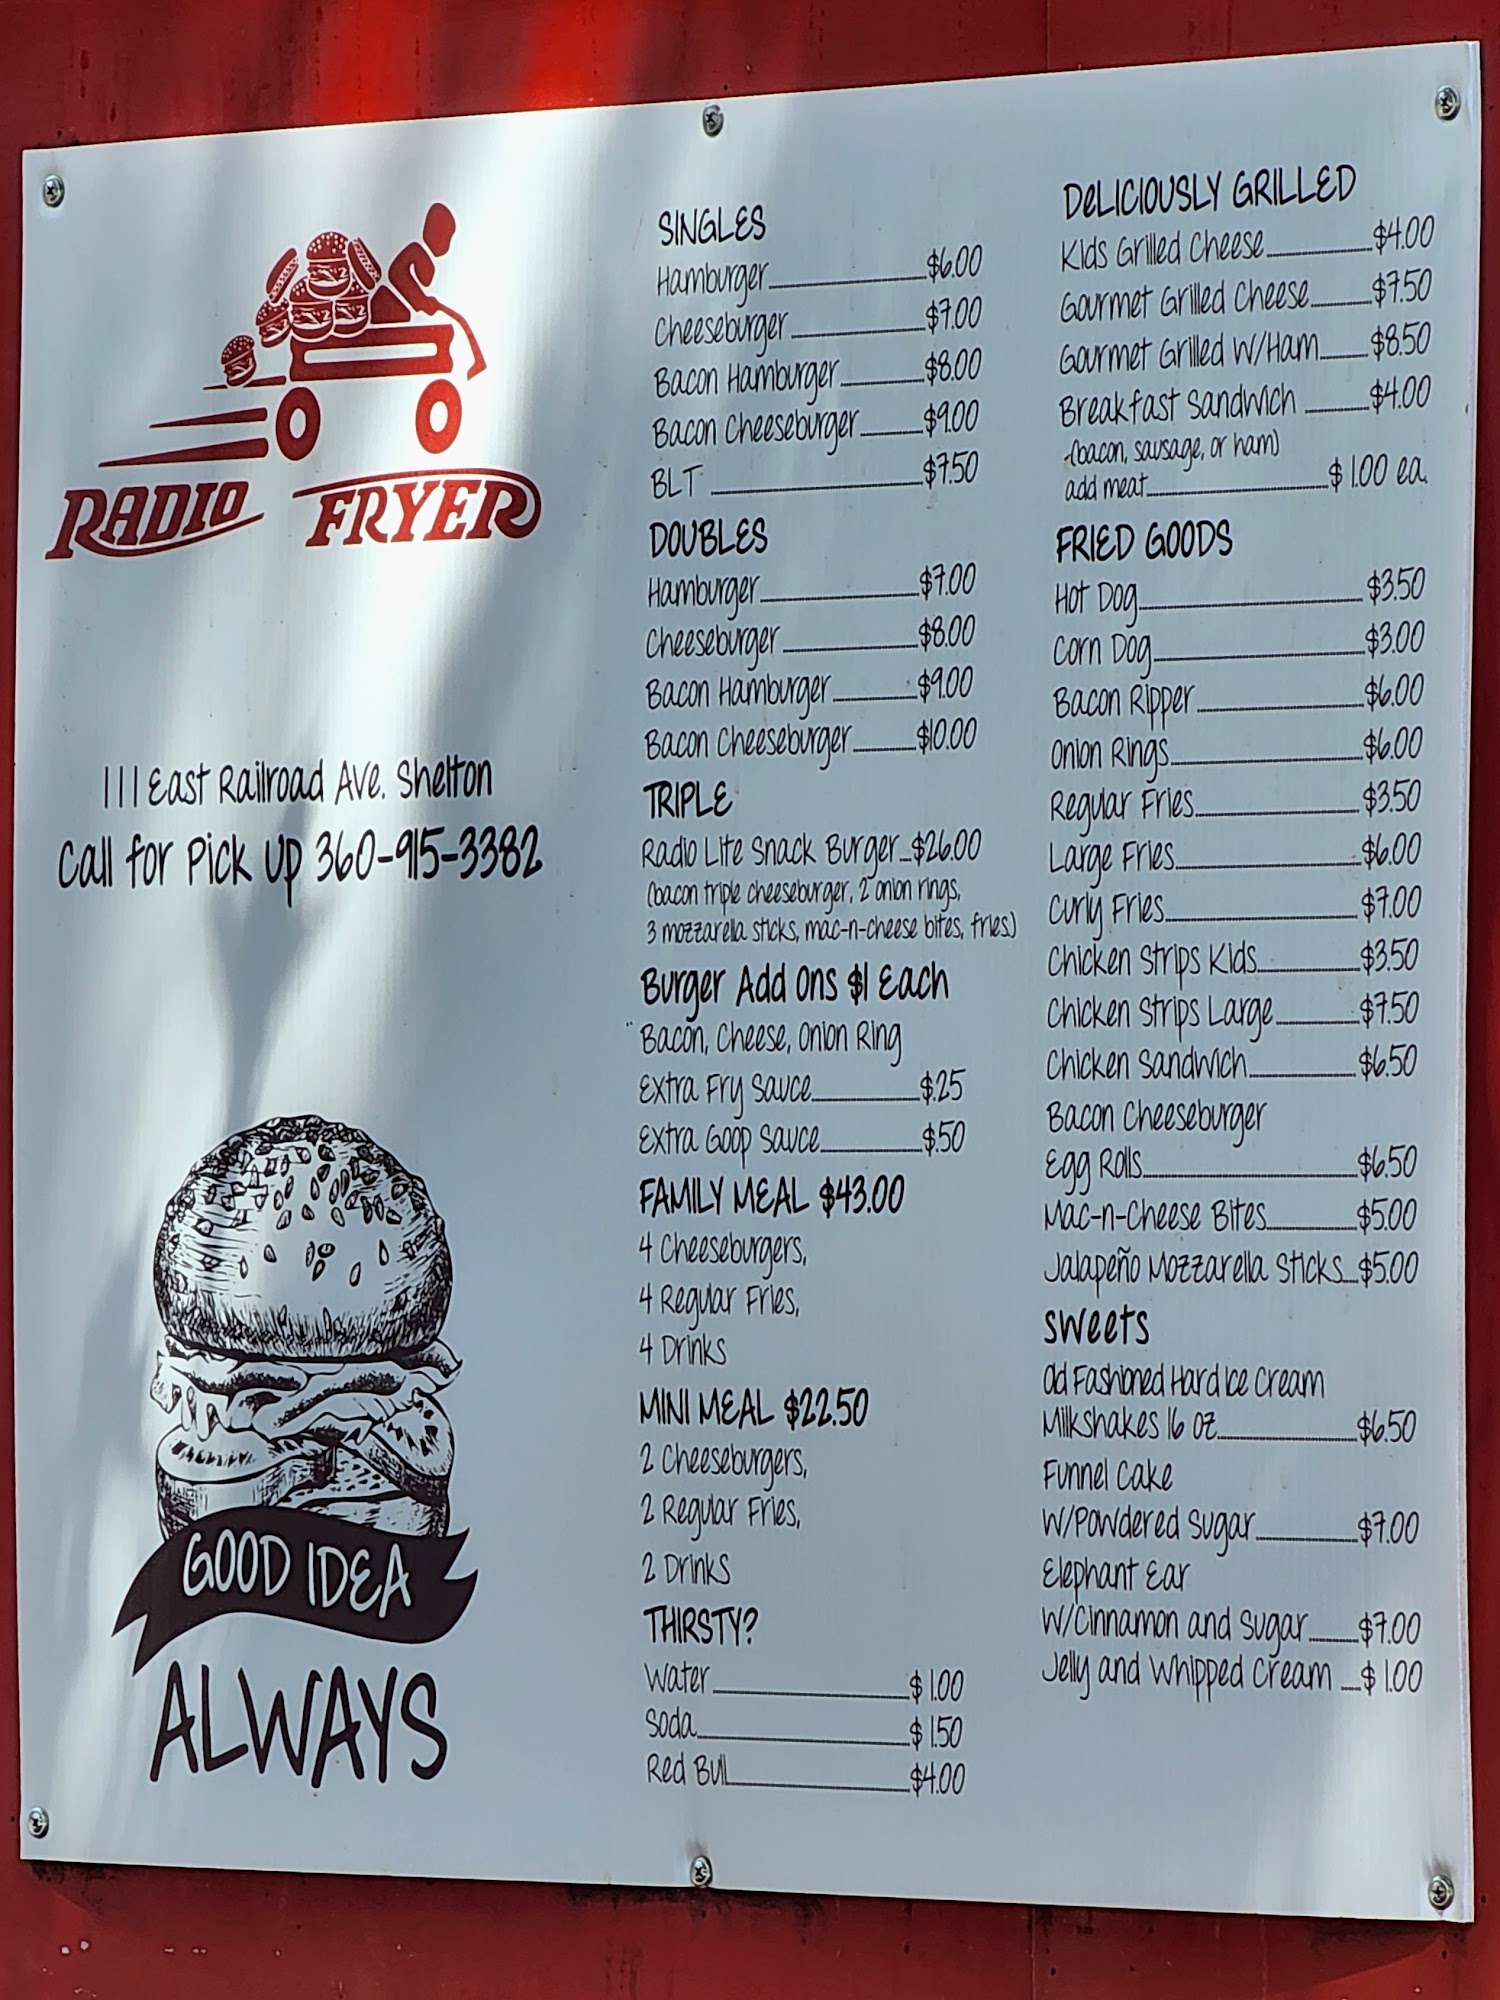 RADIO FRYER
111 East Railroad Ave. Shelton
Call for Pick Up 360-915-3382
GOOD IDEA
ALWAYS
SINGLES
Hamburger $6.00
Cheeseburger $7.00
Bacon Hamburger $8.00
Bacon Cheeseburger $9.00
BLT $7.50
DOUBLES
Hamburger $7.00
Cheeseburger $8.00
Bacon Hamburger $9.00
Bacon Cheeseburger $10.00
TRIPLE
Radio Lite Snack Burger $26.00
(bacon triple cheeseburger, 2 onion rings,
3 mozzarella sticks, mac-n-cheese bites, fries)
Burger Add Ons $1 Each
Bacon, Cheese, Onion Ring
Extra Fry Sauce $.25
Extra Goop Sauce $.50
FAMILY MEAL $43.00
4 Cheeseburgers,
4 Regular Fries,
4 Drinks
MINI MEAL $22.50
2 Cheeseburgers,
2 Regular Fries,
2 Drinks
THIRSTY?
Water $1.00
Soda $1.50
Red Bull $4.00
DELICIOUSLY GRILLED
Kids Grilled Cheese $4.00
Gourmet Grilled Cheese $7.50
Gourmet Grilled W/Ham $8.50
Breakfast Sandwich $4.00
-(bacon, sausage, or ham)
add meat $1.00 ea.
FRIED GOODS
Hot Dog $3.50
Corn Dog $3.00
Bacon Ripper $6.00
Onion Rings $6.00
Regular Fries $3.50
Large Fries $6.00
Curly Fries $7.00
Chicken Strips Kids $3.50
Chicken Strips Large $7.50
Chicken Sandwich $6.50
Bacon Cheeseburger
Egg Rolls $6.50
Mac-n-Cheese Bites $5.00
Jalapeño Mozzarella Sticks $5.00
SWEETS
Old Fashioned Hard Ice Cream
Milkshakes 16 oz $6.50
Funnel Cake
W/Powdered Sugar $7.00
Elephant Ear
W/Cinnamon and Sugar $7.00
Jelly and Whipped Cream $1.00